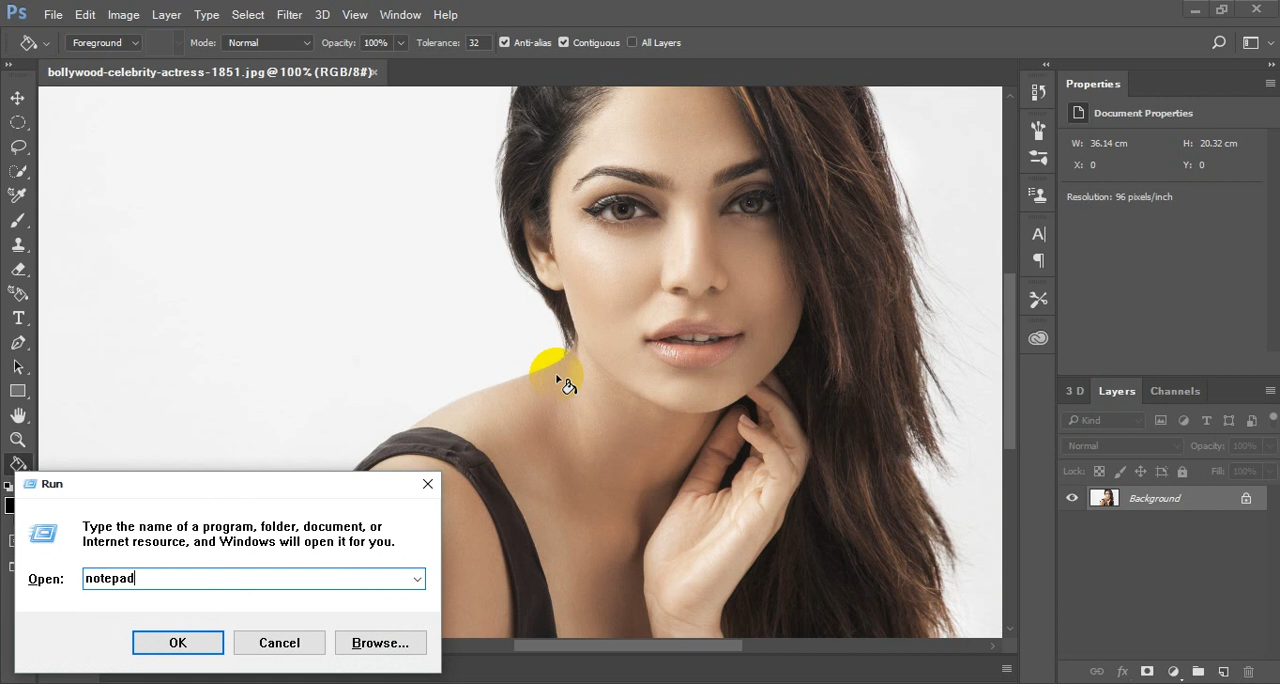 Ps File Edit Image Layer Type Select Filter 3D View Window Help
Foreground Mode: Normal Opacity: 100% Tolerance: 32 Anti-alias Contiguous All Layers
bollywood-celebrity-actress-1851.jpg @ 100% (RGB/8#)
Properties
Document Properties
W: 36.14 cm H: 20.32 cm
X: 0 Y: 0
Resolution: 96 pixels/inch
3D Layers Channels
Kind
Normal Opacity: 100%
Lock: Fill: 100%
Background
Run
Type the name of a program, folder, document, or
Internet resource, and Windows will open it for you.
Open: notepad
OK Cancel Browse...